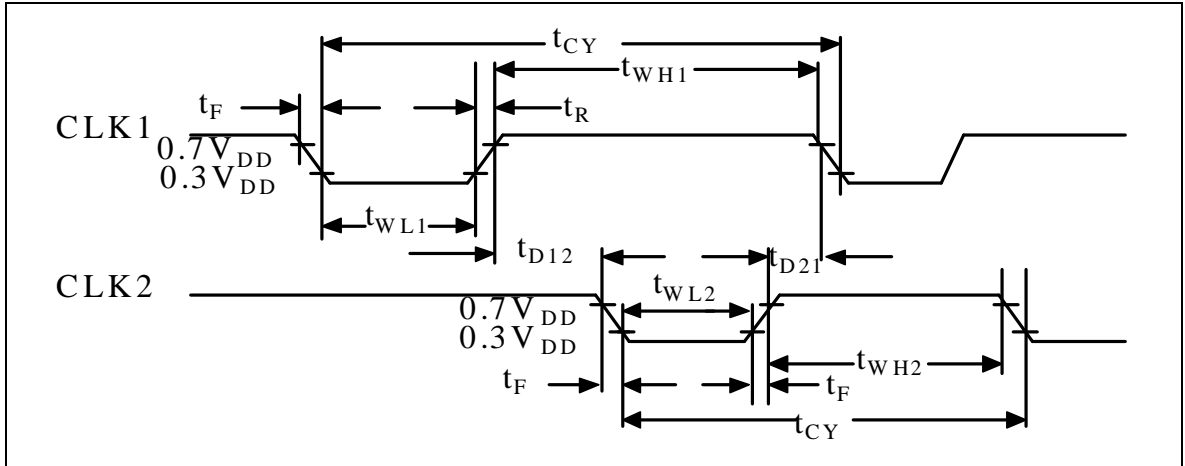 tCY
tWH1
tF
tR
CLK1
0.7VDD
0.3VDD
tWL1
tD12
tD21
CLK2
tWL2
0.7VDD
0.3VDD
tWH2
tF
tF
tCY